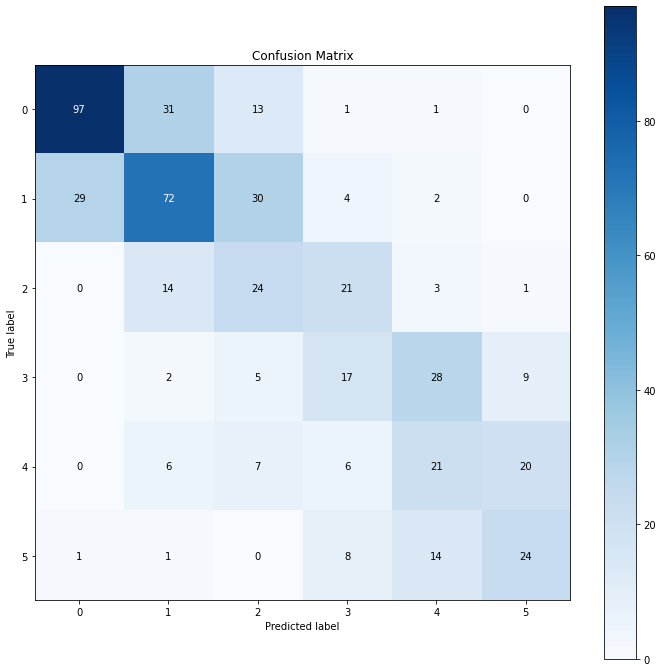 Confusion Matrix
0 97 31 13 1 1 0
1 29 72 30 4 2 0
2 0 14 24 21 3 1
3 0 2 5 17 28 9
4 0 6 7 6 21 20
5 1 1 0 8 14 24
0 1 2 3 4 5
True label
Predicted label
80
60
40
20
0